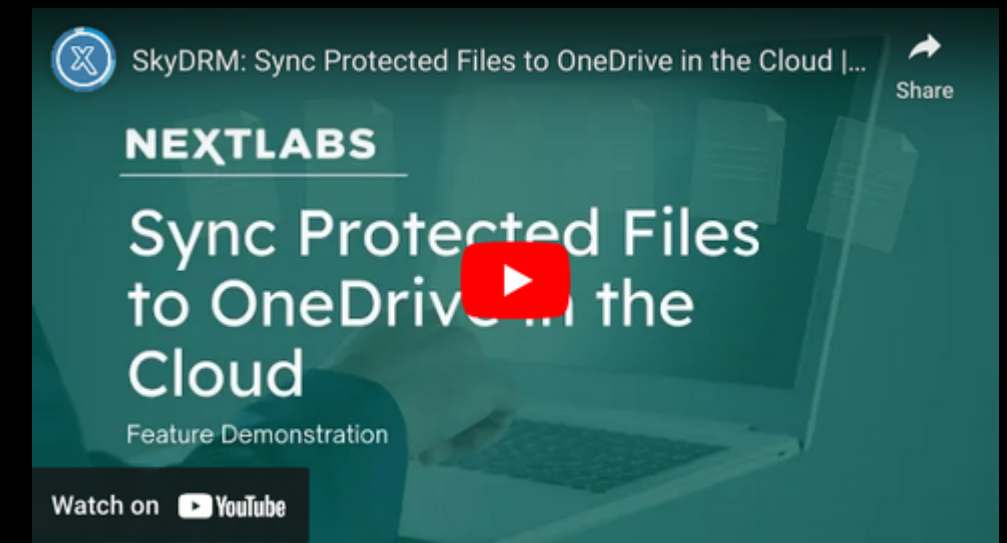 SkyDRM: Sync Protected Files to OneDrive in the Cloud |...
Share
NEXTLABS
Sync Protected Files
to OneDrive in the
Cloud
Feature Demonstration
Watch on YouTube